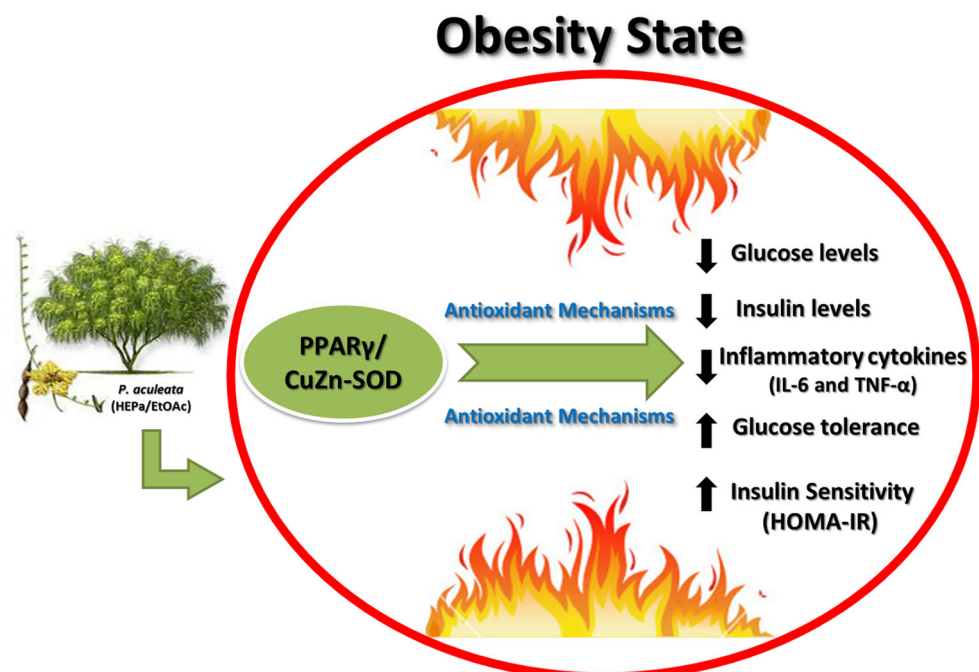 Obesity State
P. aculeata
(HEPa/EtOAc)
PPARγ/
CuZn-SOD
Antioxidant Mechanisms
Antioxidant Mechanisms
Glucose levels
Insulin levels
Inflammatory cytokines
(IL-6 and TNF-α)
Glucose tolerance
Insulin Sensitivity
(HOMA-IR)